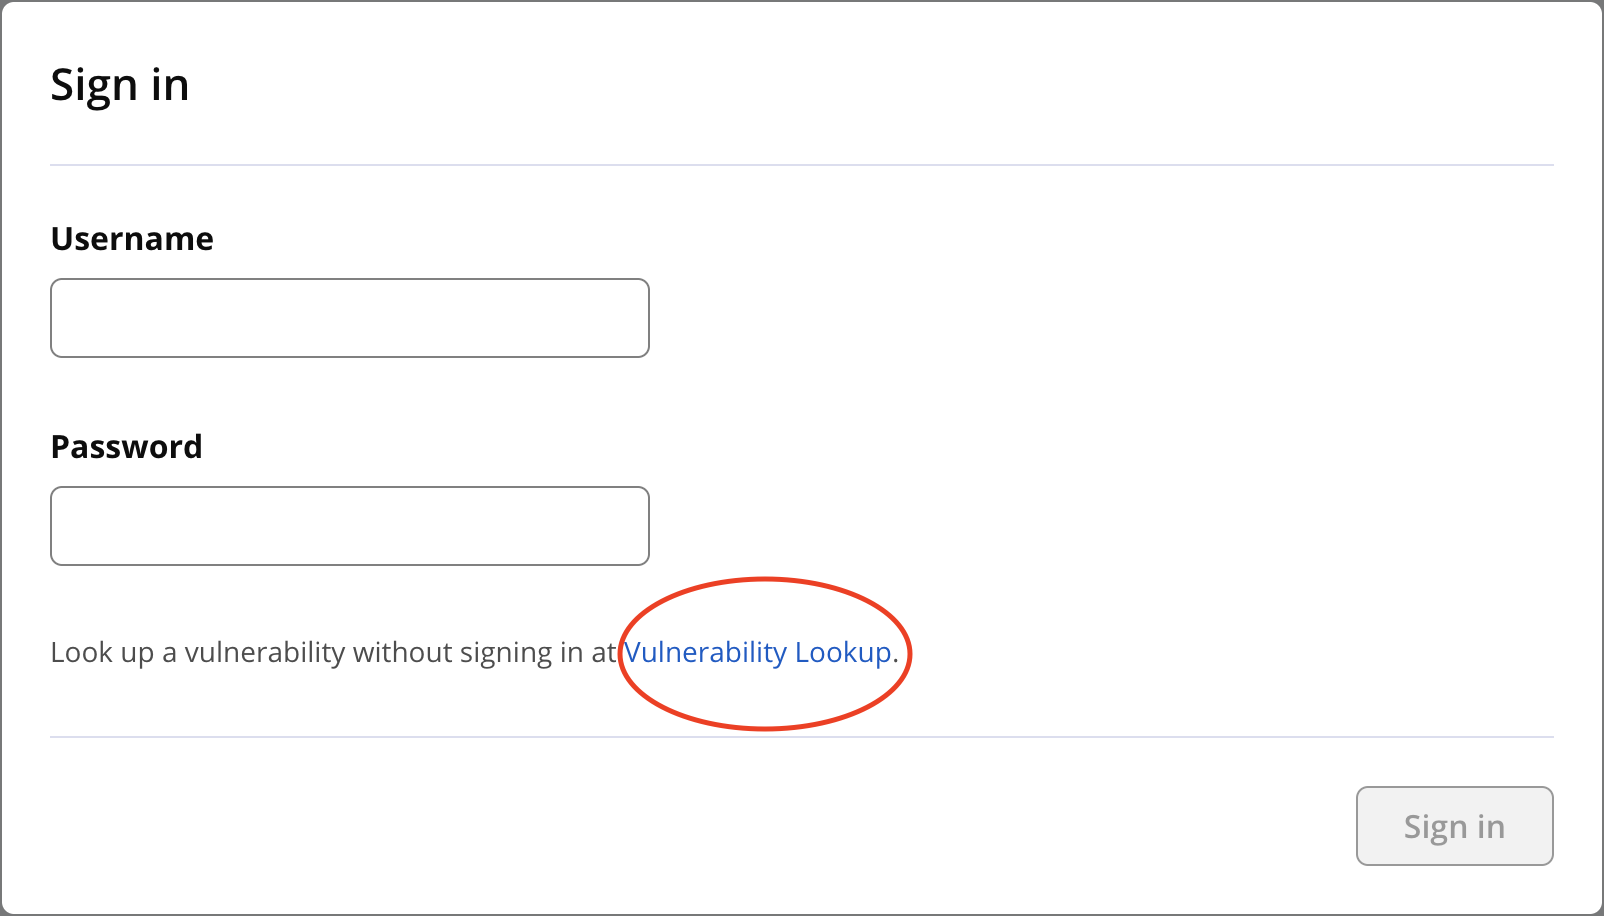 Sign in
Username
Password
Look up a vulnerability without signing in at Vulnerability Lookup.
Sign in